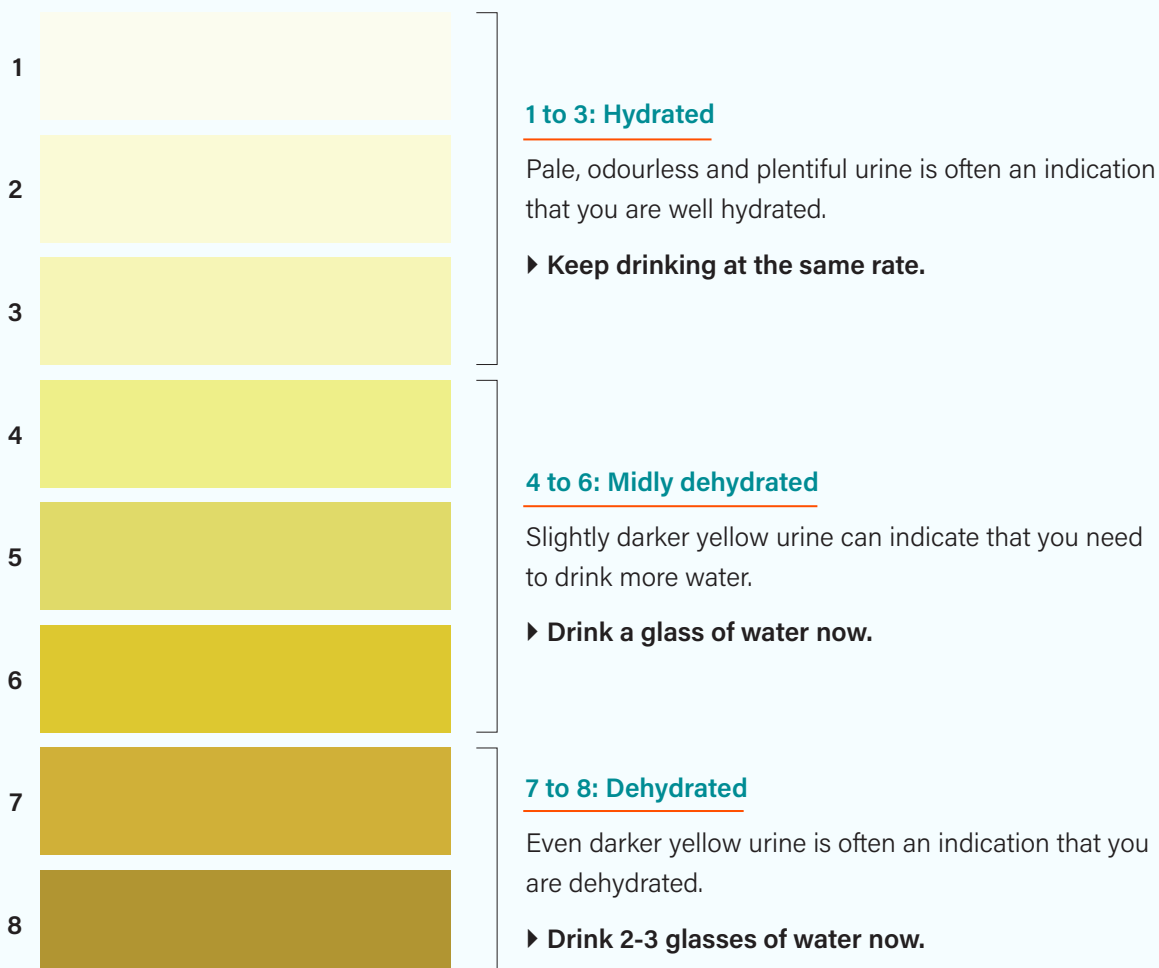 1
1 to 3: Hydrated
Pale, odourless and plentiful urine is often an indication
that you are well hydrated.
2
▸ Keep drinking at the same rate.
3
4
4 to 6: Midly dehydrated
Slightly darker yellow urine can indicate that you need
to drink more water.
5
▸ Drink a glass of water now.
6
7
7 to 8: Dehydrated
Even darker yellow urine is often an indication that you
are dehydrated.
8
▸ Drink 2-3 glasses of water now.